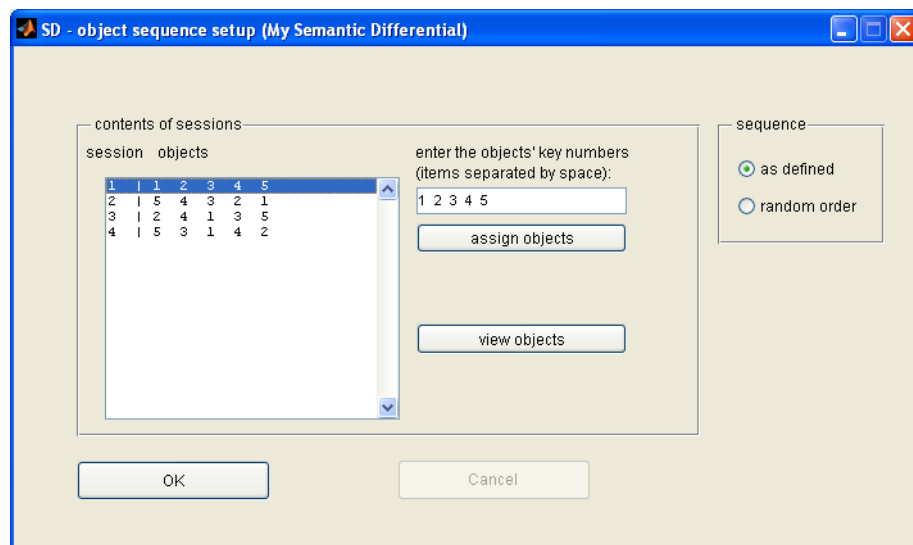 SD - object sequence setup (My Semantic Differential)
contents of sessions
session objects
1 | 1 2 3 4 5
2 | 5 4 3 2 1
3 | 2 4 1 3 5
4 | 5 3 1 4 2
enter the objects' key numbers
(items separated by space):
1 2 3 4 5
assign objects
view objects
sequence
as defined
random order
OK
Cancel